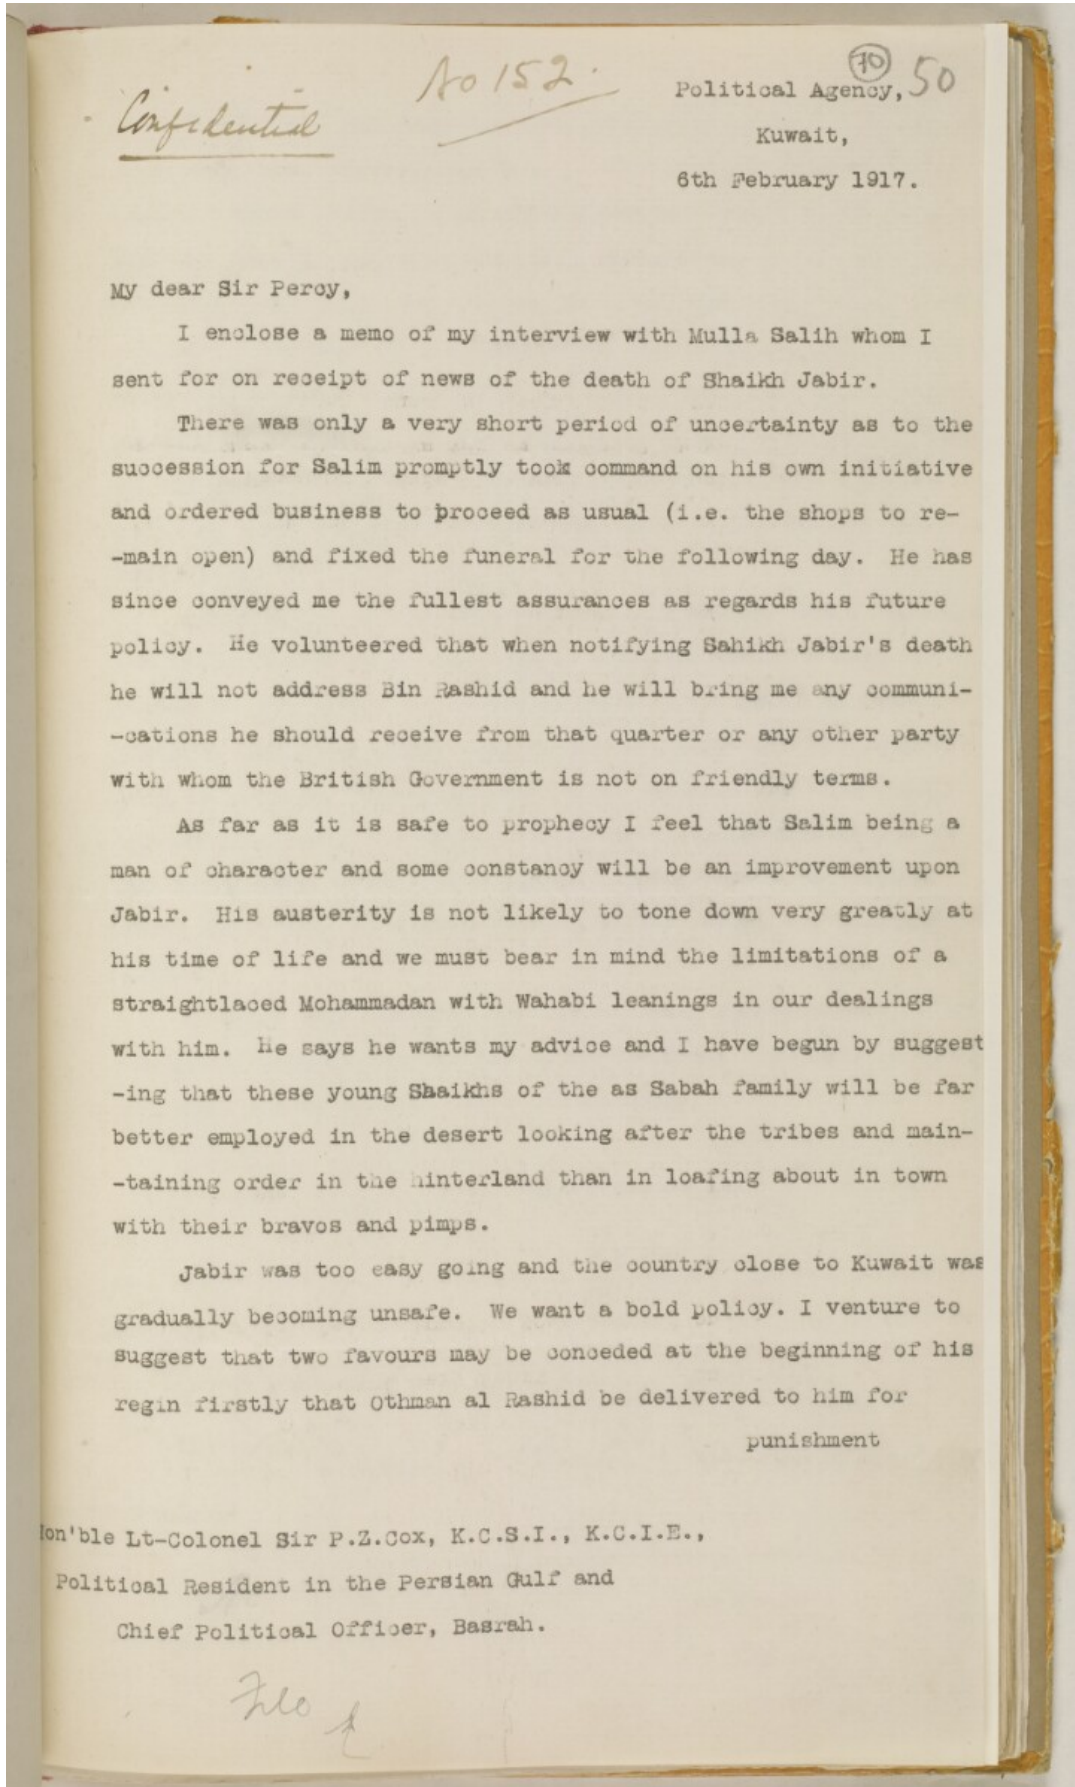 No 152.
70
50
Confidential
Political Agency,
Kuwait,
6th February 1917.
My dear Sir Percy,
I enclose a memo of my interview with Mulla Salih whom I
sent for on receipt of news of the death of Shaikh Jabir.
There was only a very short period of uncertainty as to the
succession for Salim promptly took command on his own initiative
and ordered business to proceed as usual (i.e. the shops to re-
-main open) and fixed the funeral for the following day. He has
since conveyed me the fullest assurances as regards his future
policy. He volunteered that when notifying Sahikh Jabir's death
he will not address Bin Rashid and he will bring me any communi-
-cations he should receive from that quarter or any other party
with whom the British Government is not on friendly terms.
As far as it is safe to prophecy I feel that Salim being a
man of character and some constancy will be an improvement upon
Jabir. His austerity is not likely to tone down very greatly at
his time of life and we must bear in mind the limitations of a
straightlaced Mohammadan with Wahabi leanings in our dealings
with him. He says he wants my advice and I have begun by suggest
-ing that these young Shaikhs of the as Sabah family will be far
better employed in the desert looking after the tribes and main-
-taining order in the hinterland than in loafing about in town
with their bravos and pimps.
Jabir was too easy going and the country close to Kuwait was
gradually becoming unsafe. We want a bold policy. I venture to
suggest that two favours may be conceded at the beginning of his
regin firstly that Othman al Rashid be delivered to him for
punishment
Hon'ble Lt-Colonel Sir P.Z.Cox, K.C.S.I., K.C.I.E.,
Political Resident in the Persian Gulf and
Chief Political Officer, Basrah.